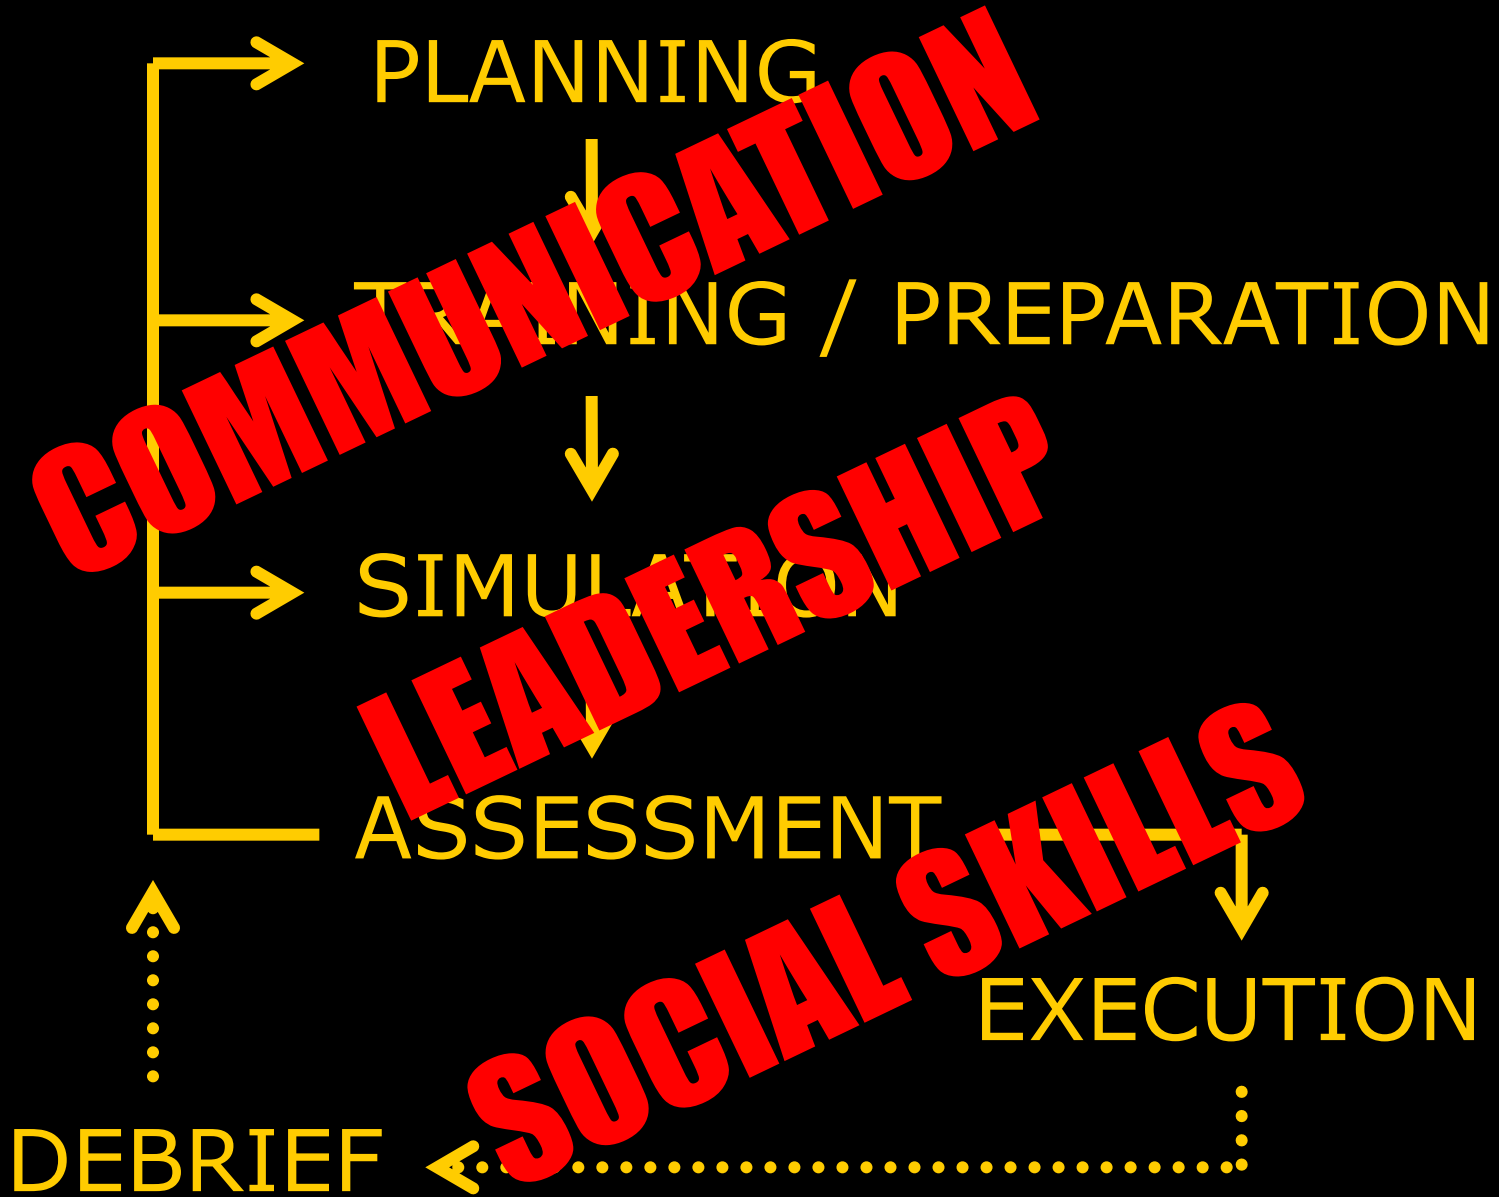 PLANNING
COMMUNICATION
TRAINING / PREPARATION
LEADERSHIP
SIMULATION
ASSESSMENT
SOCIAL SKILLS
EXECUTION
DEBRIEF